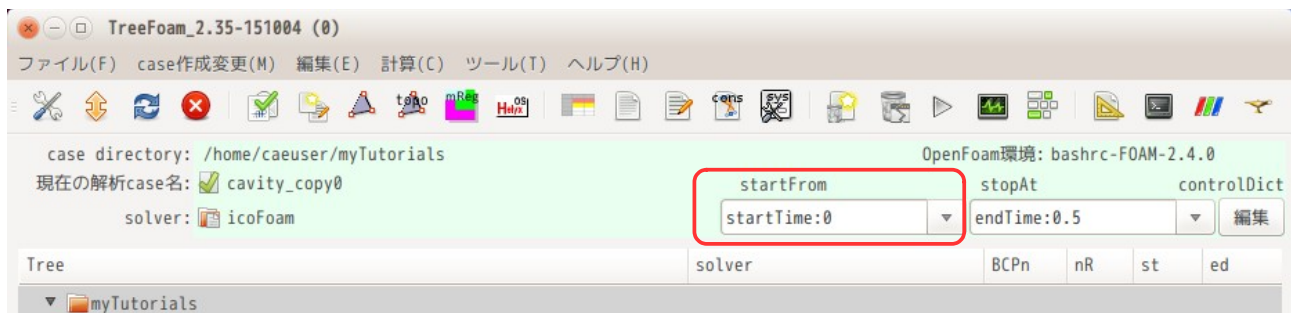 TreeFoam_2.35-151004 (0)
ファイル(F) case作成変更(M) 編集(E) 計算(C) ツール(T) ヘルプ(H)
topo mReg OS Helyx cons sys
case directory: /home/caeuser/myTutorials OpenFoam環境: bashrc-FOAM-2.4.0
現在の解析case名: cavity_copy0 startFrom stopAt controlDict
solver: icoFoam startTime:0 endTime:0.5 編集
Tree solver BCPn nR st ed
myTutorials